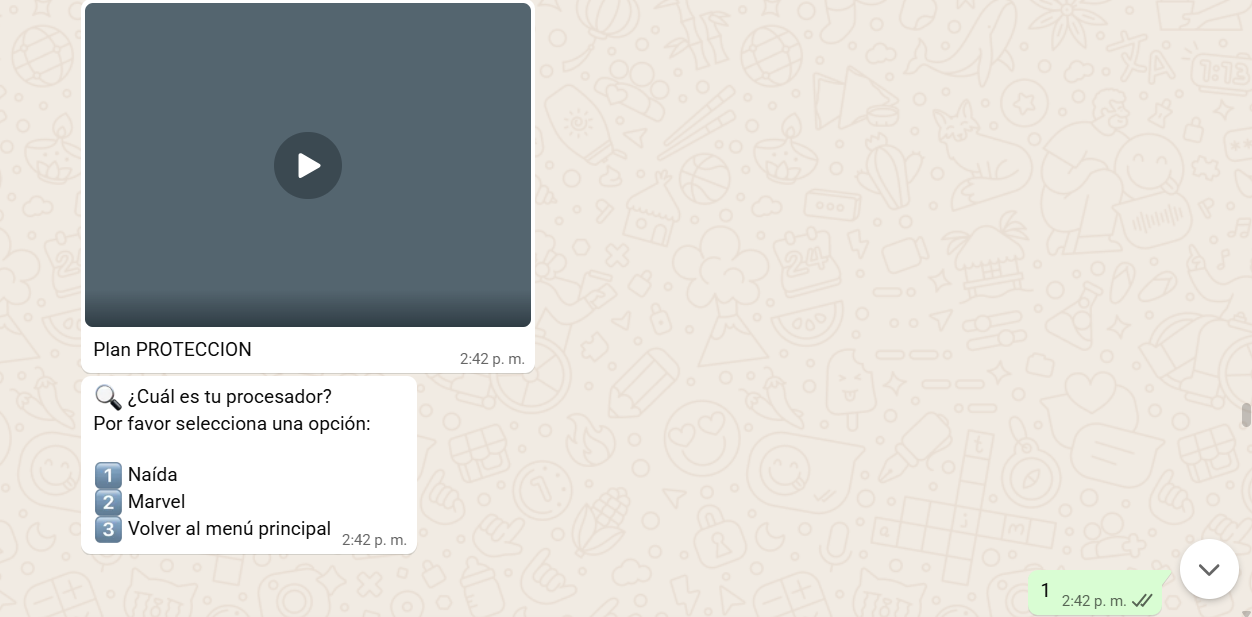 Plan PROTECCION
2:42 p. m.
🔍 ¿Cuál es tu procesador?
Por favor selecciona una opción:
1 Naída
2 Marvel
3 Volver al menú principal
2:42 p. m.
1
2:42 p. m.